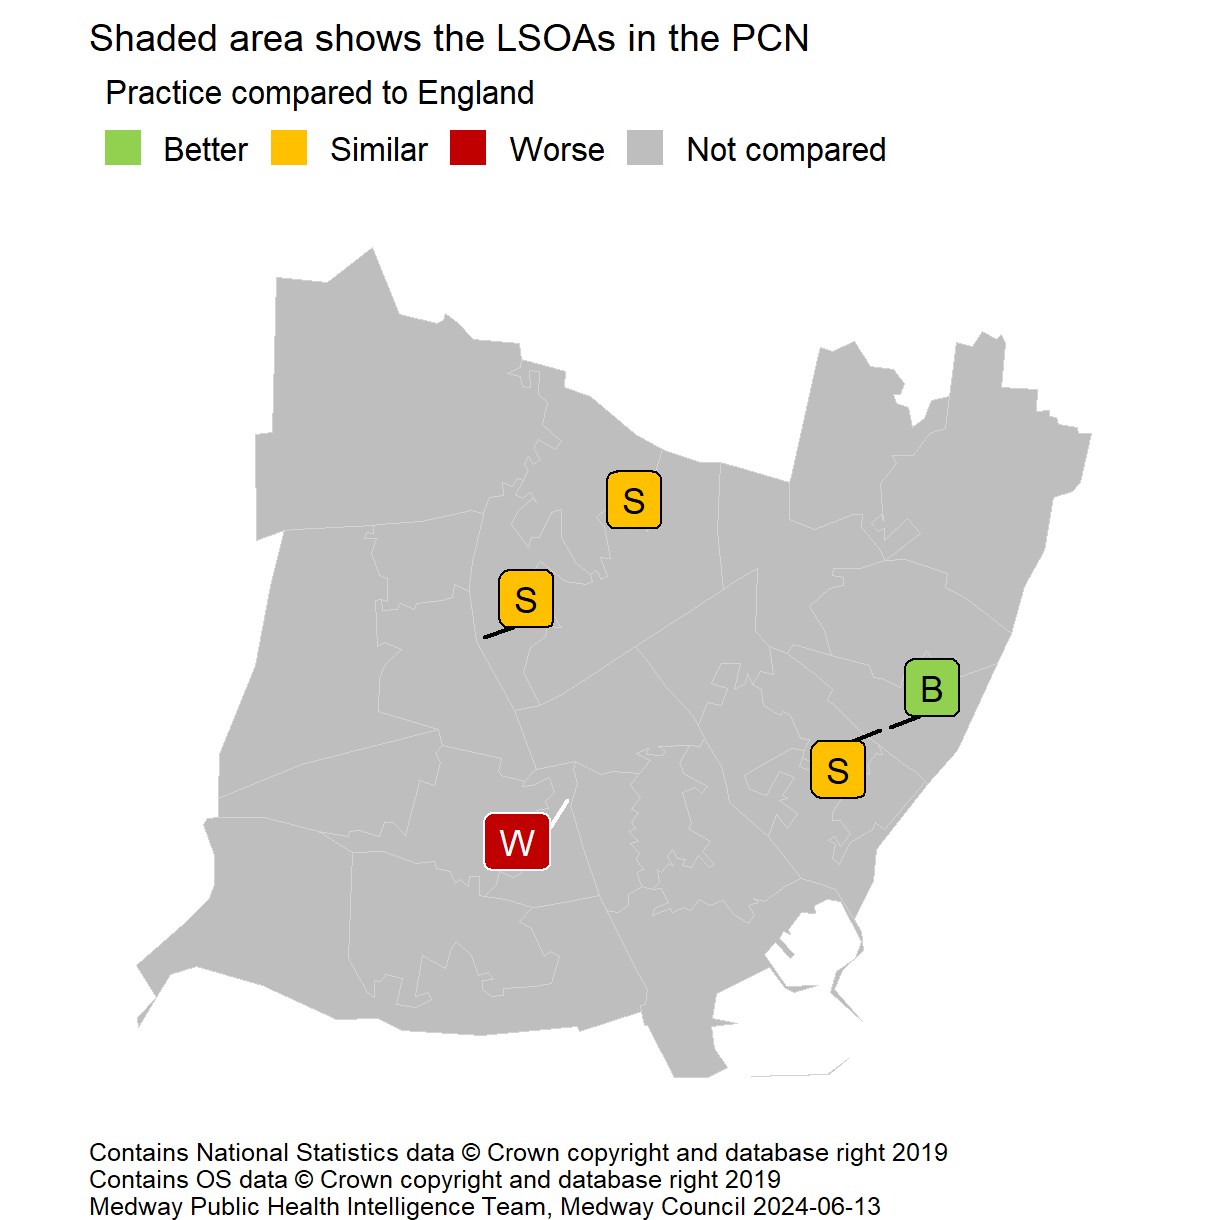 Shaded area shows the LSOAs in the PCN
Practice compared to England
Better Similar Worse Not compared
S
S
B
S
W
Contains National Statistics data © Crown copyright and database right 2019
Contains OS data © Crown copyright and database right 2019
Medway Public Health Intelligence Team, Medway Council 2024-06-13